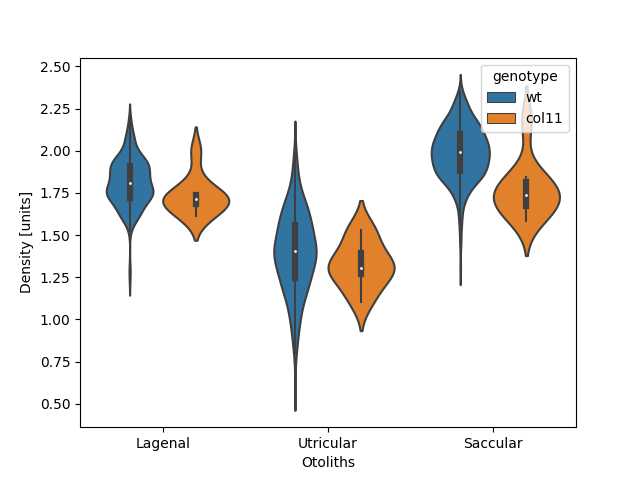 genotype
wt
col11
Density [units]
2.50
2.25
2.00
1.75
1.50
1.25
1.00
0.75
0.50
Lagenal
Utricular
Saccular
Otoliths